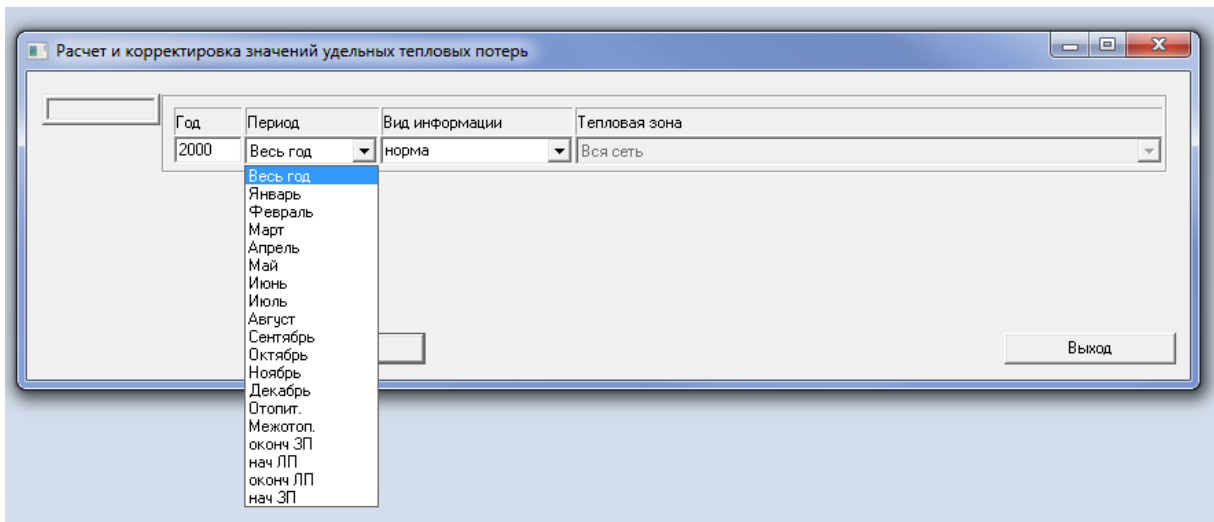 Расчет и корректировка значений удельных тепловых потерь
Год Период Вид информации Тепловая зона
2000 Весь год норма Вся сеть
Весь год
Январь
Февраль
Март
Апрель
Май
Июнь
Июль
Август
Сентябрь
Октябрь
Ноябрь
Декабрь
Отопит.
Межотоп.
оконч ЗП
нач ЛП
оконч ЛП
нач ЗП
Выход